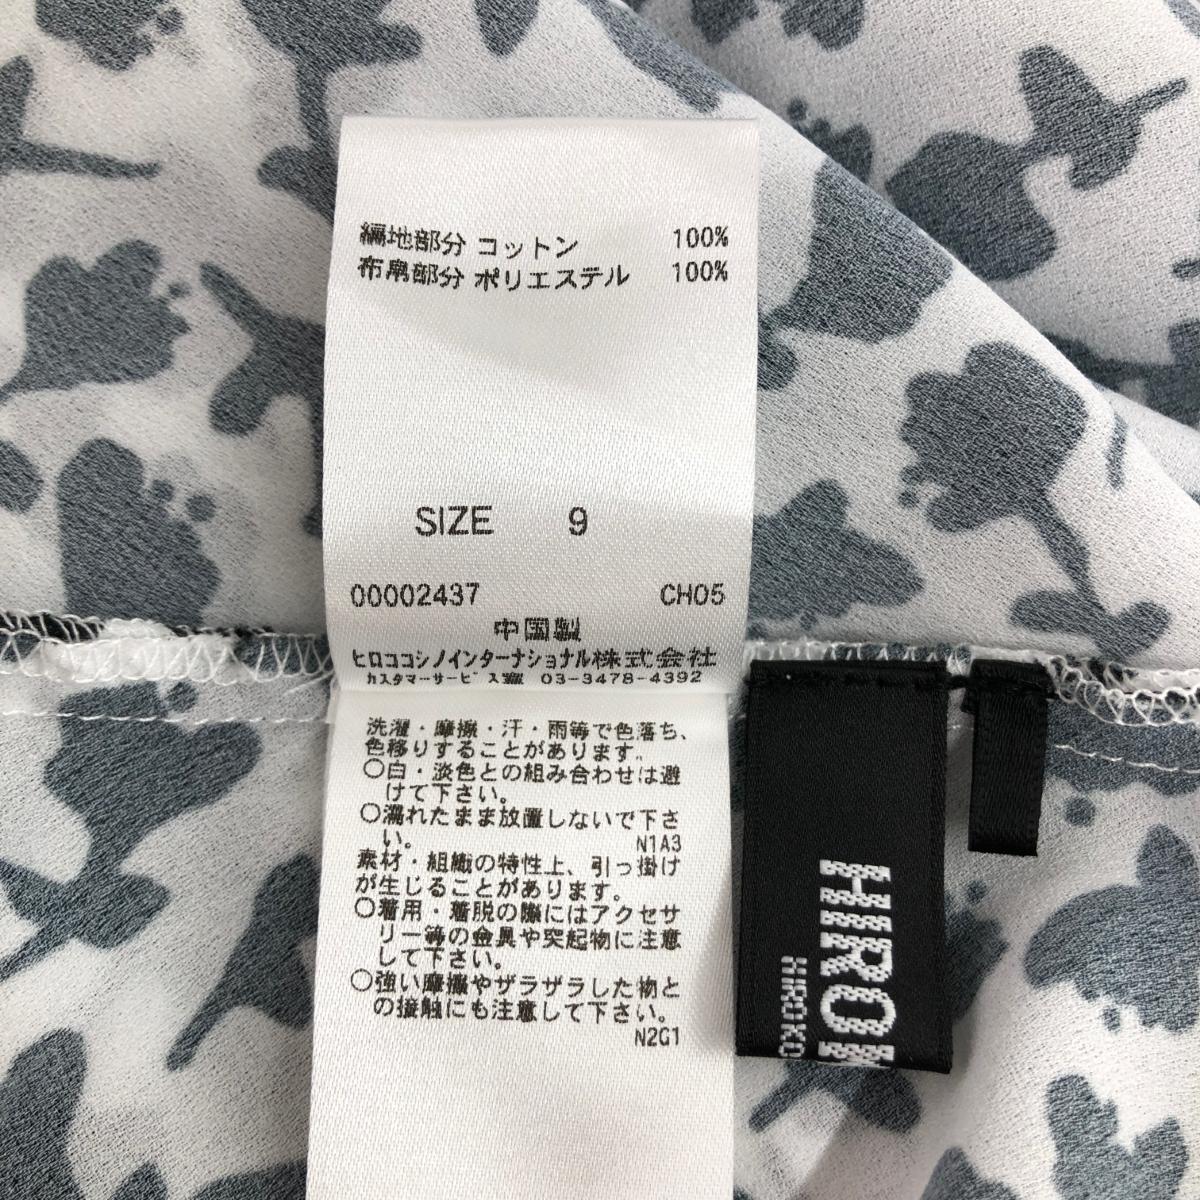 編地部分 コットン 100%
布帛部分 ポリエステル 100%
SIZE 9
00002437 CH05
中国製
ヒロココシノインターナショナル株式会社
カスタマーサービス室 03-3478-4392
洗濯・摩擦・汗・雨等で色落ち、
色移りすることがあります。
○白・淡色との組み合わせは避
けて下さい。
○濡れたまま放置しないで下さ
い。 N1A3
素材・組織の特性上、引っ掛け
が生じることがあります。
○着用・着脱の際にはアクセサ
リー等の金具や突起物に注意
して下さい。
○強い摩擦やザラザラした物と
の接触にも注意して下さい。
N2G1
HIROK
HIROKO